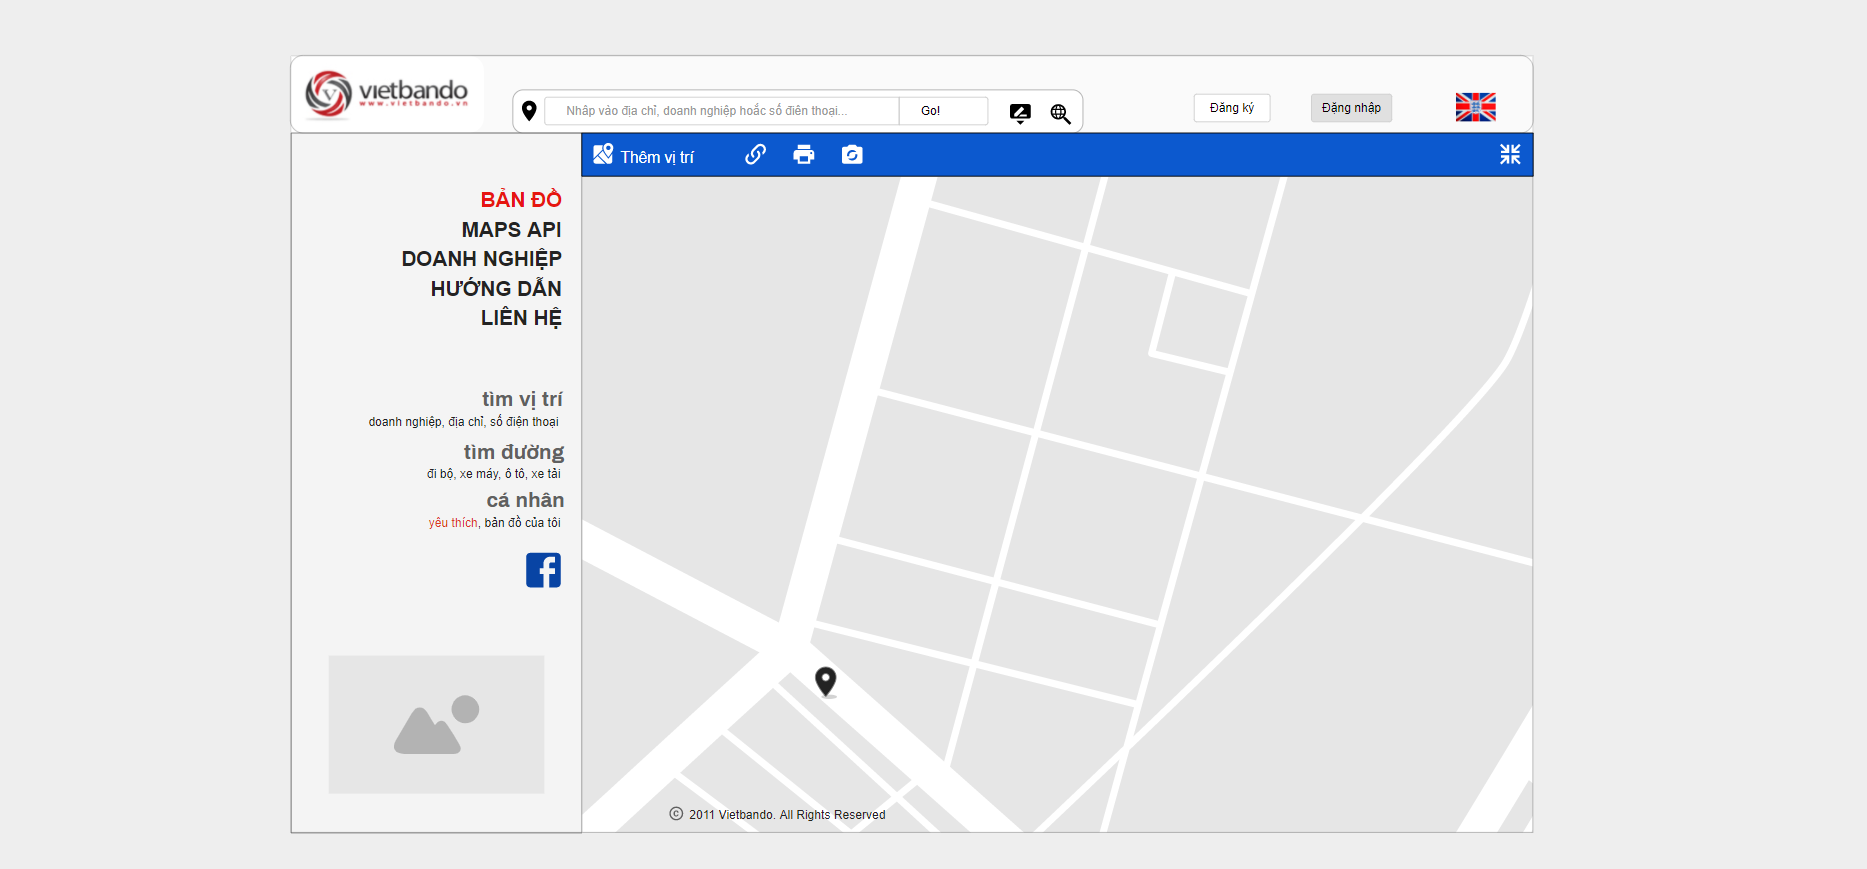 vietbando
www.vietbando.vn
Nhập vào địa chỉ, doanh nghiệp hoặc số điện thoại...
Go!
Đăng ký
Đăng nhập
Thêm vị trí
BẢN ĐỒ
MAPS API
DOANH NGHIỆP
HƯỚNG DẪN
LIÊN HỆ
tìm vị trí
doanh nghiệp, địa chỉ, số điện thoại
tìm đường
đi bộ, xe máy, ô tô, xe tải
cá nhân
yêu thích, bản đồ của tôi
© 2011 Vietbando. All Rights Reserved